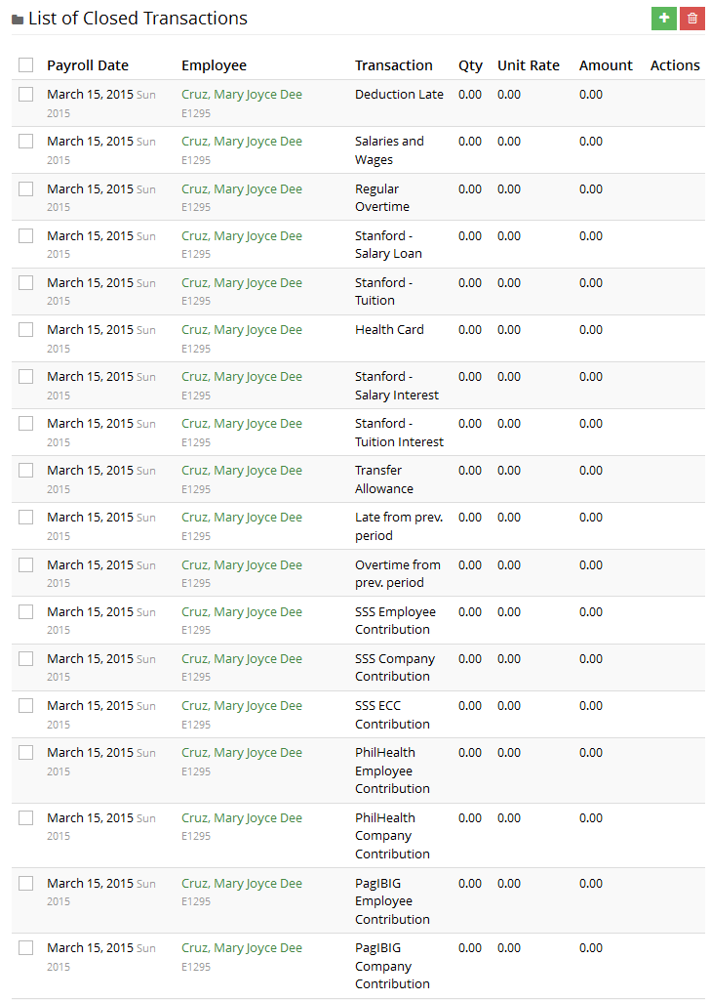 List of Closed Transactions
Payroll Date Employee Transaction Qty Unit Rate Amount Actions
March 15, 2015 Sun Cruz, Mary Joyce Dee Deduction Late 0.00 0.00 0.00
2015 E1295
March 15, 2015 Sun Cruz, Mary Joyce Dee Salaries and 0.00 0.00 0.00
2015 E1295 Wages
March 15, 2015 Sun Cruz, Mary Joyce Dee Regular 0.00 0.00 0.00
2015 E1295 Overtime
March 15, 2015 Sun Cruz, Mary Joyce Dee Stanford - 0.00 0.00 0.00
2015 E1295 Salary Loan
March 15, 2015 Sun Cruz, Mary Joyce Dee Stanford - 0.00 0.00 0.00
2015 E1295 Tuition
March 15, 2015 Sun Cruz, Mary Joyce Dee Health Card 0.00 0.00 0.00
2015 E1295
March 15, 2015 Sun Cruz, Mary Joyce Dee Stanford - 0.00 0.00 0.00
2015 E1295 Salary Interest
March 15, 2015 Sun Cruz, Mary Joyce Dee Stanford - 0.00 0.00 0.00
2015 E1295 Tuition Interest
March 15, 2015 Sun Cruz, Mary Joyce Dee Transfer 0.00 0.00 0.00
2015 E1295 Allowance
March 15, 2015 Sun Cruz, Mary Joyce Dee Late from prev. 0.00 0.00 0.00
2015 E1295 period
March 15, 2015 Sun Cruz, Mary Joyce Dee Overtime from 0.00 0.00 0.00
2015 E1295 prev. period
March 15, 2015 Sun Cruz, Mary Joyce Dee SSS Employee 0.00 0.00 0.00
2015 E1295 Contribution
March 15, 2015 Sun Cruz, Mary Joyce Dee SSS Company 0.00 0.00 0.00
2015 E1295 Contribution
March 15, 2015 Sun Cruz, Mary Joyce Dee SSS ECC 0.00 0.00 0.00
2015 E1295 Contribution
March 15, 2015 Sun Cruz, Mary Joyce Dee PhilHealth 0.00 0.00 0.00
2015 E1295 Employee
Contribution
March 15, 2015 Sun Cruz, Mary Joyce Dee PhilHealth 0.00 0.00 0.00
2015 E1295 Company
Contribution
March 15, 2015 Sun Cruz, Mary Joyce Dee PagIBIG 0.00 0.00 0.00
2015 E1295 Employee
Contribution
March 15, 2015 Sun Cruz, Mary Joyce Dee PagIBIG 0.00 0.00 0.00
2015 E1295 Company
Contribution